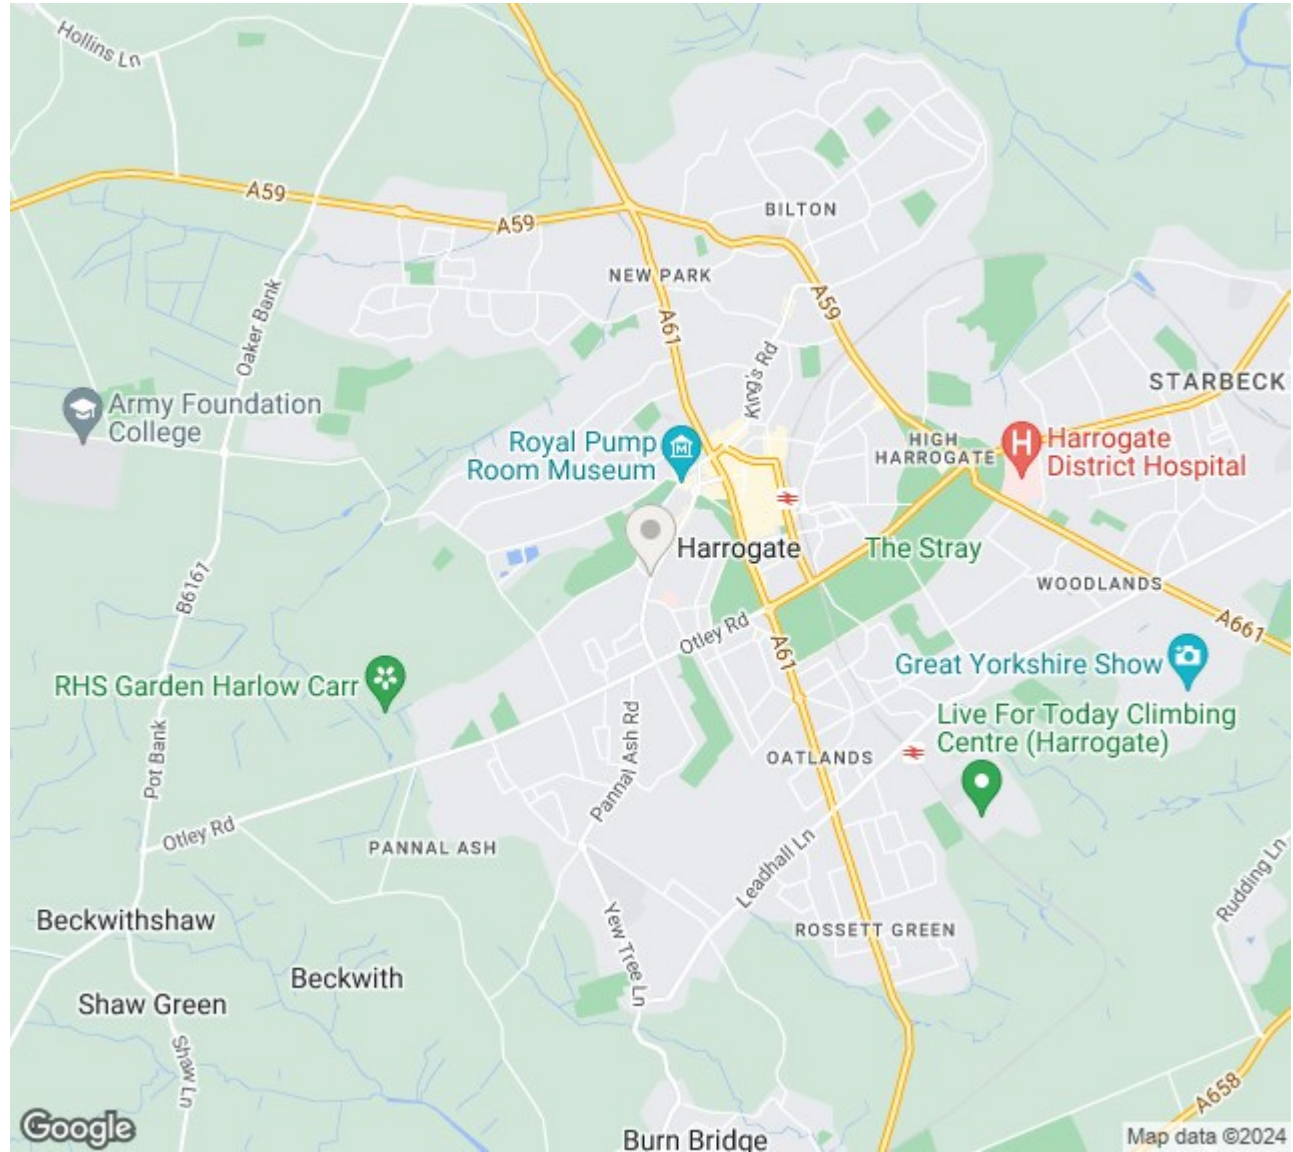 Hollins Ln
A59
A59
BILTON
NEW PARK
A59
A61
Oaker Bank
King's Rd
STARBECK
Army Foundation
College
Royal Pump
Room Museum
HIGH
HARROGATE
Harrogate
District Hospital
Harrogate
The Stray
WOODLANDS
B6161
A661
Otley Rd
A61
Great Yorkshire Show
RHS Garden Harlow Carr
Live For Today Climbing
Centre (Harrogate)
Pannal Ash Rd
OATLANDS
Pot Bank
Otley Rd
PANNAL ASH
Leadhall Ln
Rudding Ln
Beckwithshaw
Yew Tree Ln
ROSSETT GREEN
Beckwith
Shaw Green
Shaw Ln
A658
Google
Burn Bridge
Map data ©2024